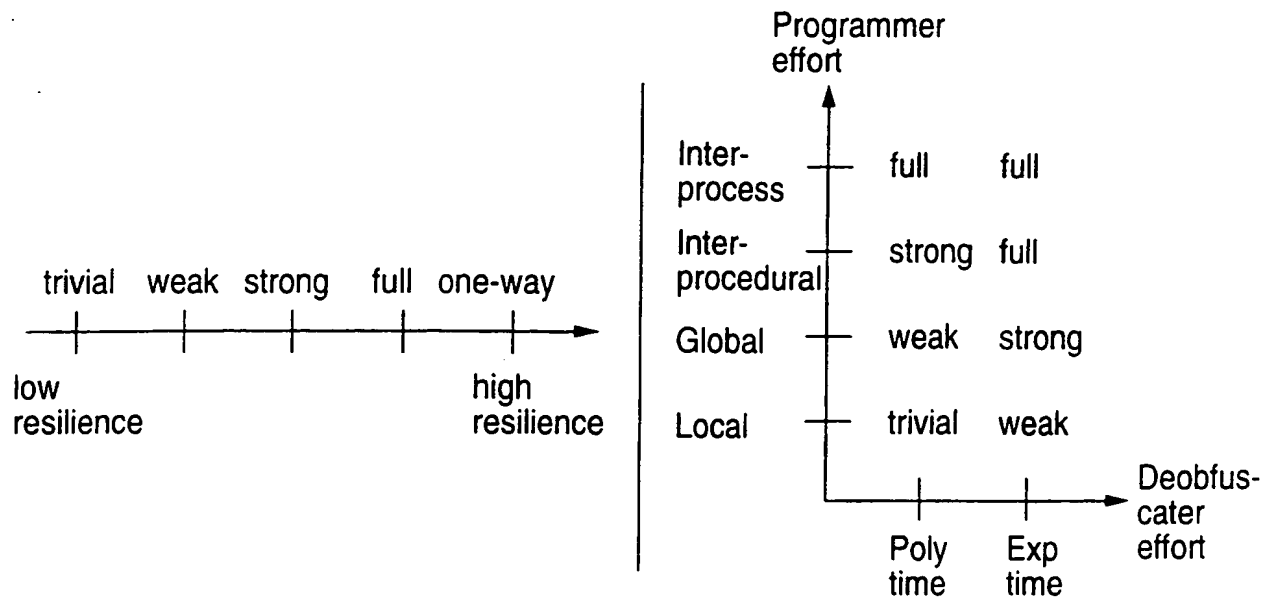 trivial weak strong full one-way
low
resilience
high
resilience
Programmer
effort
Inter-
process
full full
Inter-
procedural
strong full
Global
weak strong
Local
trivial weak
Poly
time
Exp
time
Deobfus-
cater
effort